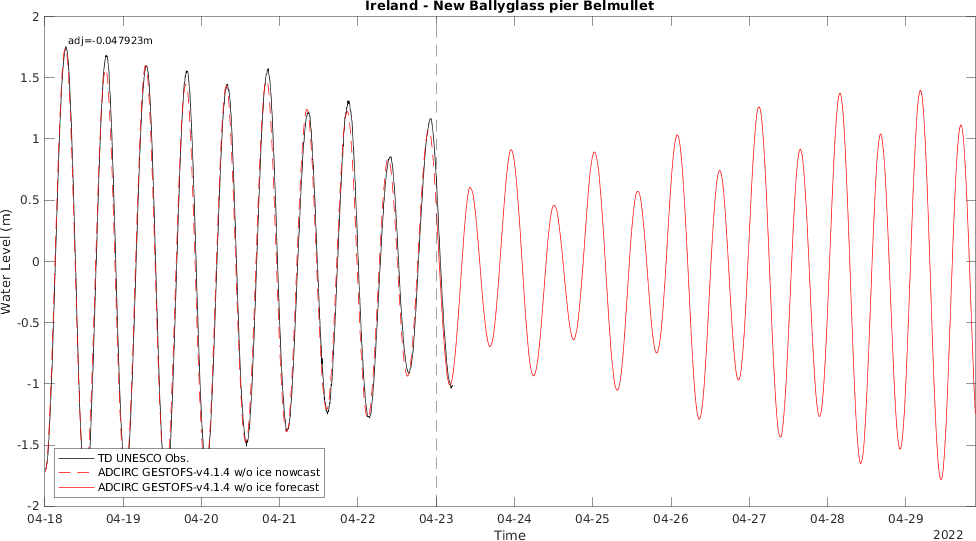 Ireland - New Ballyglass pier Belmullet
adj=-0.047923m
2
1.5
1
0.5
0
-0.5
-1
-1.5
-2
Water Level (m)
TD UNESCO Obs.
ADCIRC GESTOFS-v4.1.4 w/o ice nowcast
ADCIRC GESTOFS-v4.1.4 w/o ice forecast
04-18 04-19 04-20 04-21 04-22 04-23 04-24 04-25 04-26 04-27 04-28 04-29
Time
2022